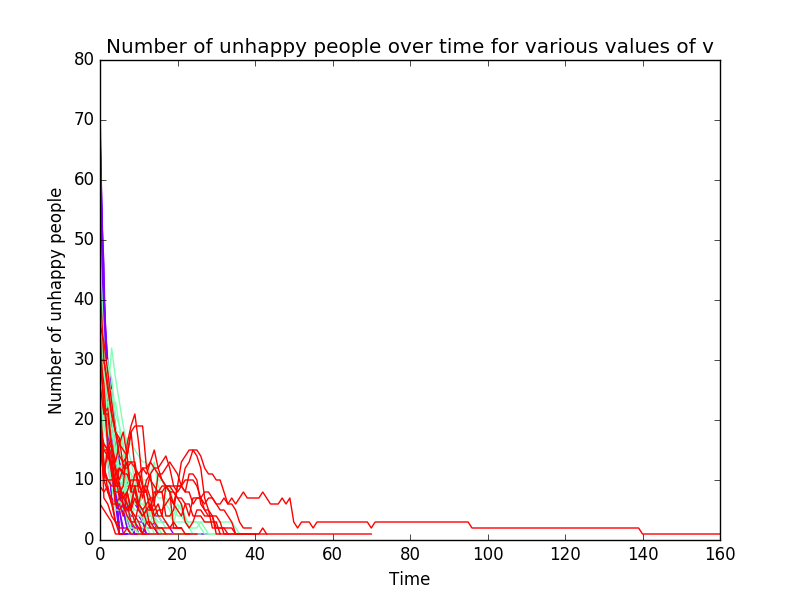 Number of unhappy people over time for various values of v
80
70
60
50
40
30
20
10
0
Number of unhappy people
0 20 40 60 80 100 120 140 160
Time